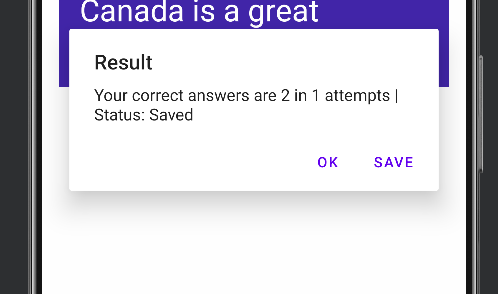 Canada is a great
Result
Your correct answers are 2 in 1 attempts |
Status: Saved
OK SAVE